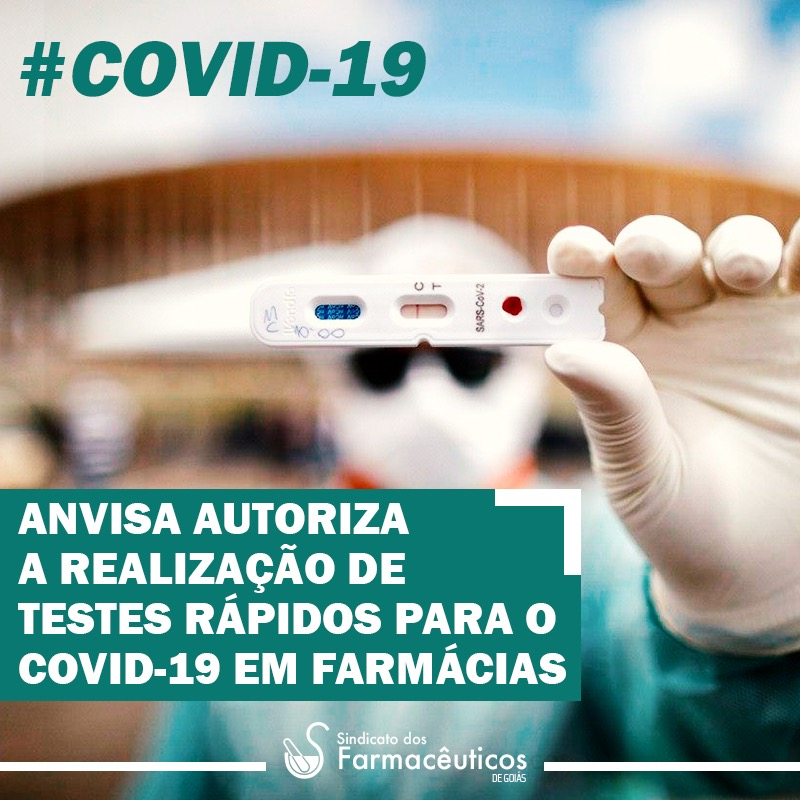 #COVID-19
C
T
SARS-CoV-2
ANVISA AUTORIZA
A REALIZAÇÃO DE
TESTES RÁPIDOS PARA O
COVID-19 EM FARMÁCIAS
Sindicato dos
Farmacêuticos
DE GOIÁS